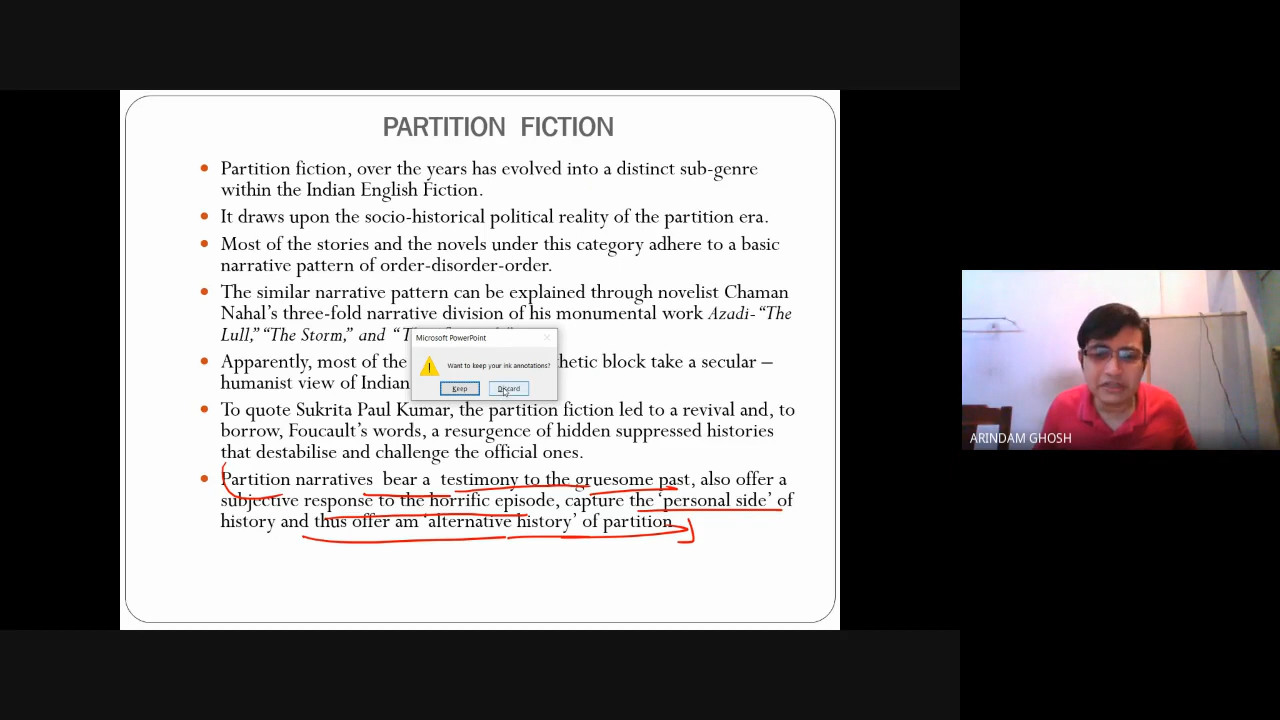 PARTITION FICTION
Partition fiction, over the years has evolved into a distinct sub-genre
within the Indian English Fiction.
It draws upon the socio-historical political reality of the partition era.
Most of the stories and the novels under this category adhere to a basic
narrative pattern of order-disorder-order.
The similar narrative pattern can be explained through novelist Chaman
Nahal's three-fold narrative division of his monumental work Azadi-“The
Lull,” “The Storm,” and “
Apparently, most of the hetic block take a secular –
humanist view of Indian
To quote Sukrita Paul Kumar, the partition fiction led to a revival and, to
borrow, Foucault's words, a resurgence of hidden suppressed histories
that destabilise and challenge the official ones.
Partition narratives bear a testimony to the gruesome past, also offer a
subjective response to the horrific episode, capture the ‘personal side’ of
history and thus offer am ‘alternative history’ of partition
Microsoft PowerPoint
Want to keep your ink annotations?
Keep Discard
ARINDAM GHOSH